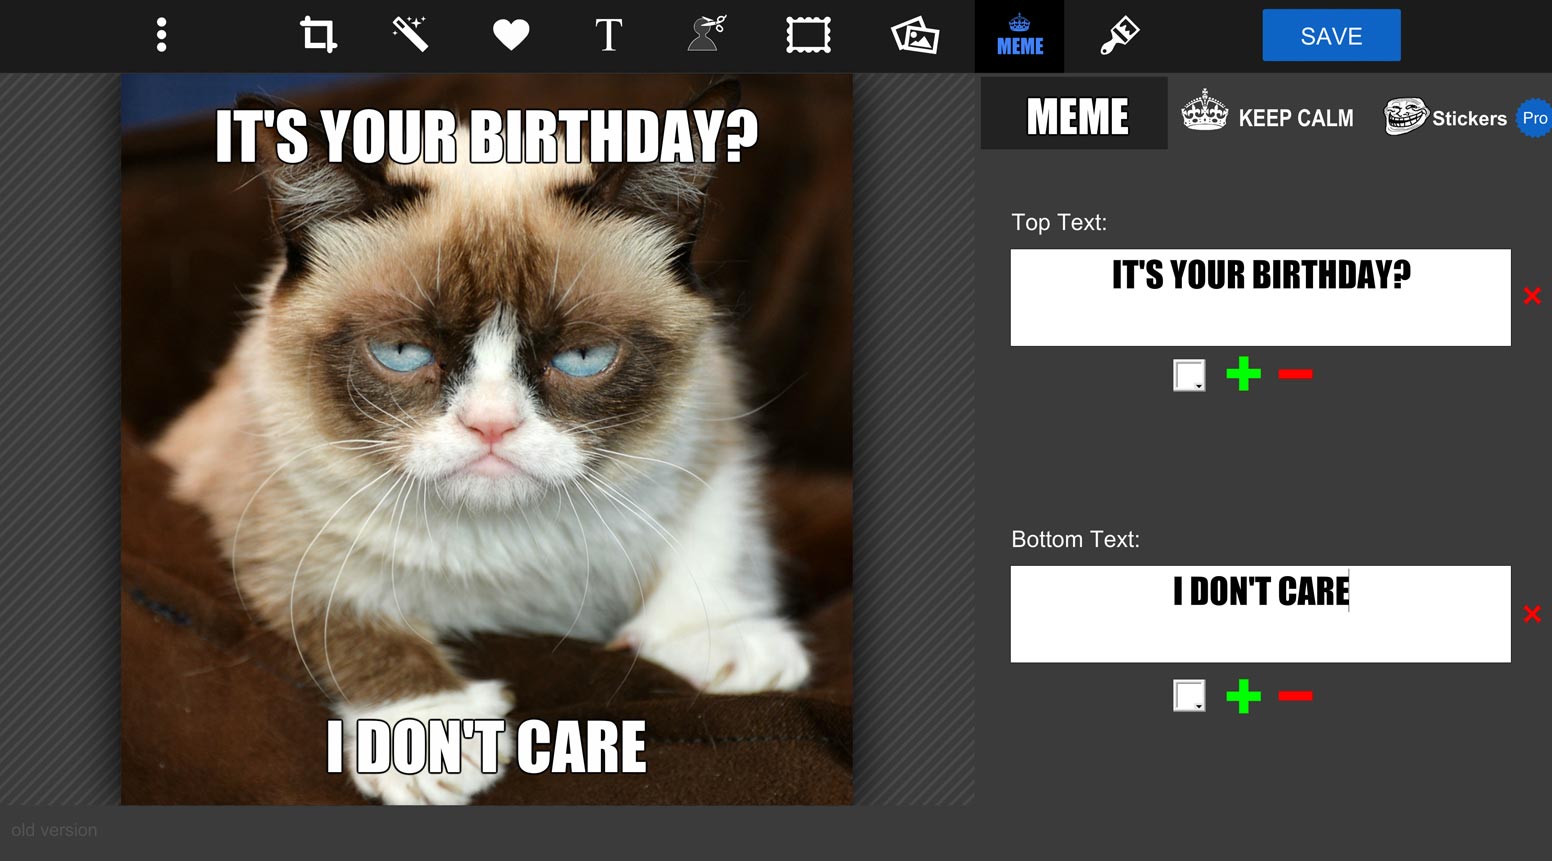 T
MEME
SAVE
MEME
KEEP CALM
Stickers
Pro
IT'S YOUR BIRTHDAY?
Top Text:
IT'S YOUR BIRTHDAY?
Bottom Text:
I DON'T CARE
I DON'T CARE
old version